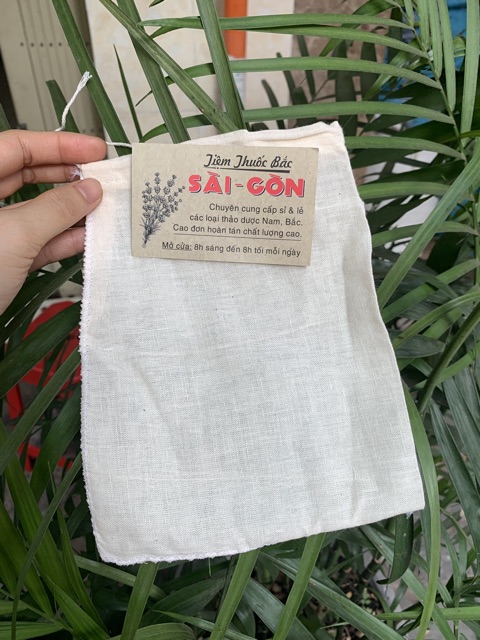 Tiệm Thuốc Bắc
SÀI-GÒN
Chuyên cung cấp sỉ & lẻ
các loại thảo dược Nam, Bắc.
Cao đơn hoàn tán chất lượng cao.
Mở cửa: 8h sáng đến 8h tối mỗi ngày